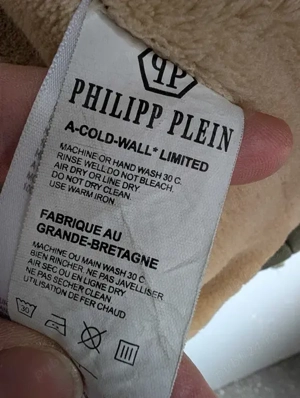 PHILIPP PLEIN
A-COLD-WALL* LIMITED
MACHINE OR HAND WASH 30 C.
RINSE WELL.DO NOT BLEACH.
AIR DRY OR LINE DRY
DO NOT DRY CLEAN
USE WARM IRON
FABRIQUE AU
GRANDE-BRETAGNE
MACHINE OU MAIN WASH 30 C
BIEN RINCHER. NE PAS JAVELLISER
AIR SEC OU EN LIGNE DRY
NE PAS SECHER CLEAN
UTILISATION DE FER CHAUD
30